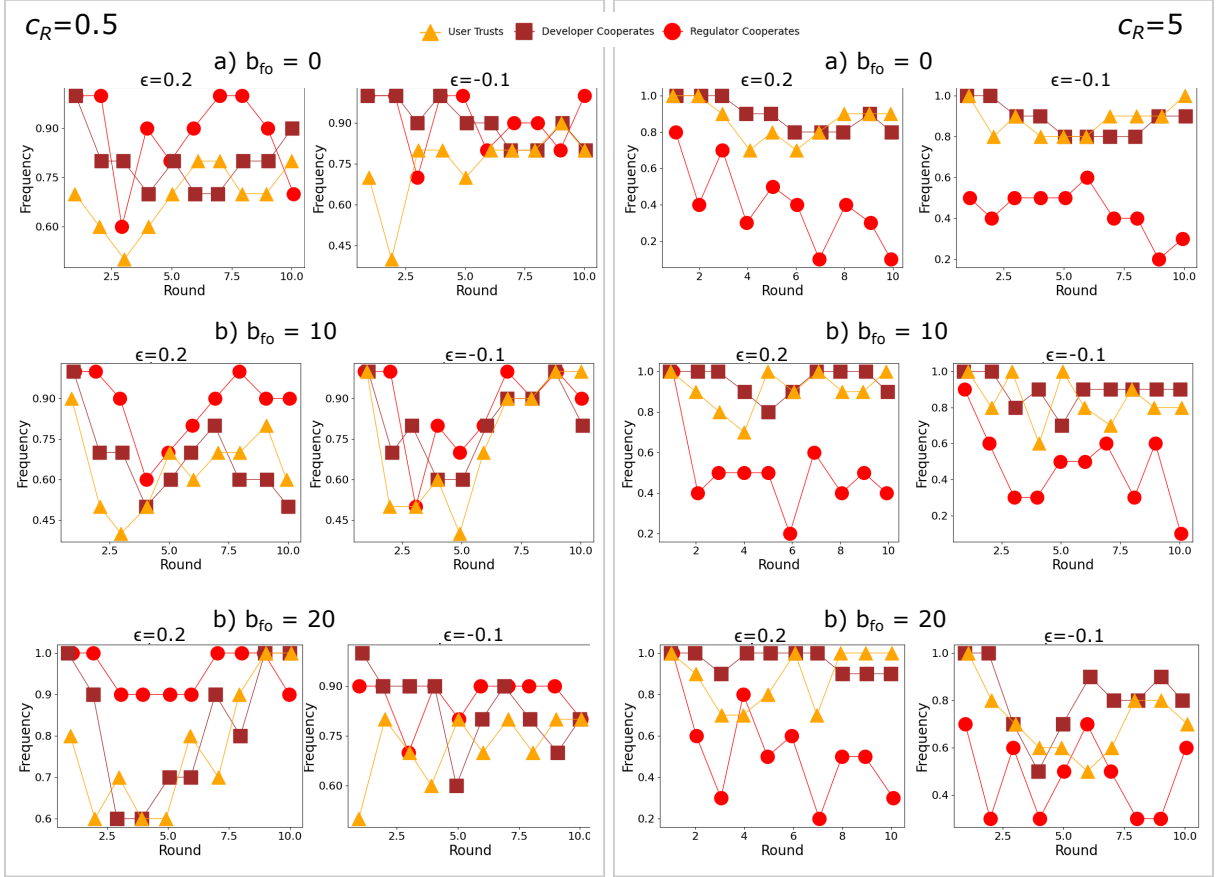 c_R=0.5
c_R=5
User Trusts Developer Cooperates Regulator Cooperates
a) b_fo = 0
ϵ=0.2
ϵ=-0.1
Frequency
0.90
0.75
0.60
2.5 5.0 7.5 10.0
Round
Frequency
0.90
0.75
0.60
0.45
2.5 5.0 7.5 10.0
Round
b) b_fo = 10
ϵ=0.2
ϵ=-0.1
Frequency
0.90
0.75
0.60
0.45
2.5 5.0 7.5 10.0
Round
Frequency
0.90
0.75
0.60
0.45
2.5 5.0 7.5 10.0
Round
b) b_fo = 20
ϵ=0.2
ϵ=-0.1
Frequency
1.0
0.9
0.8
0.7
0.6
2.5 5.0 7.5 10.0
Round
Frequency
0.90
0.75
0.60
2.5 5.0 7.5 10.0
Round
a) b_fo = 0
ϵ=0.2
ϵ=-0.1
Frequency
1.0
0.8
0.6
0.4
0.2
2 4 6 8 10
Round
Frequency
1.0
0.8
0.6
0.4
0.2
2.5 5.0 7.5 10.0
Round
b) b_fo = 10
ϵ=0.2
ϵ=-0.1
Frequency
1.0
0.8
0.6
0.4
0.2
2 4 6 8 10
Round
Frequency
1.0
0.8
0.6
0.4
0.2
2.5 5.0 7.5 10.0
Round
b) b_fo = 20
ϵ=0.2
ϵ=-0.1
Frequency
1.0
0.8
0.6
0.4
0.2
2 4 6 8 10
Round
Frequency
1.0
0.8
0.6
0.4
2.5 5.0 7.5 10.0
Round